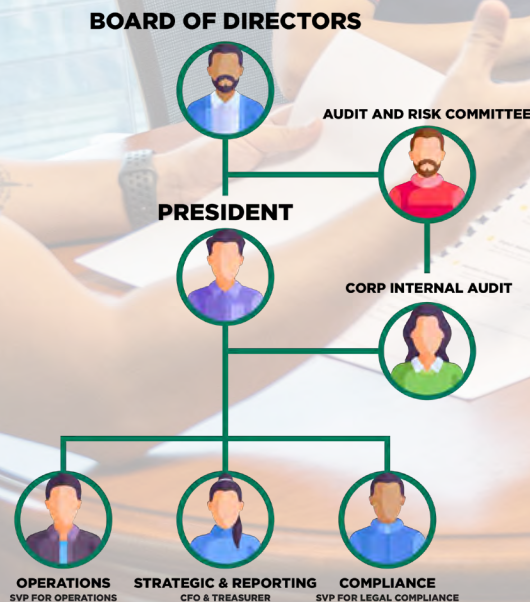 BOARD OF DIRECTORS
AUDIT AND RISK COMMITTEE
PRESIDENT
CORP INTERNAL AUDIT
OPERATIONS
SVP FOR OPERATIONS
STRATEGIC & REPORTING
CFO & TREASURER
COMPLIANCE
SVP FOR LEGAL COMPLIANCE